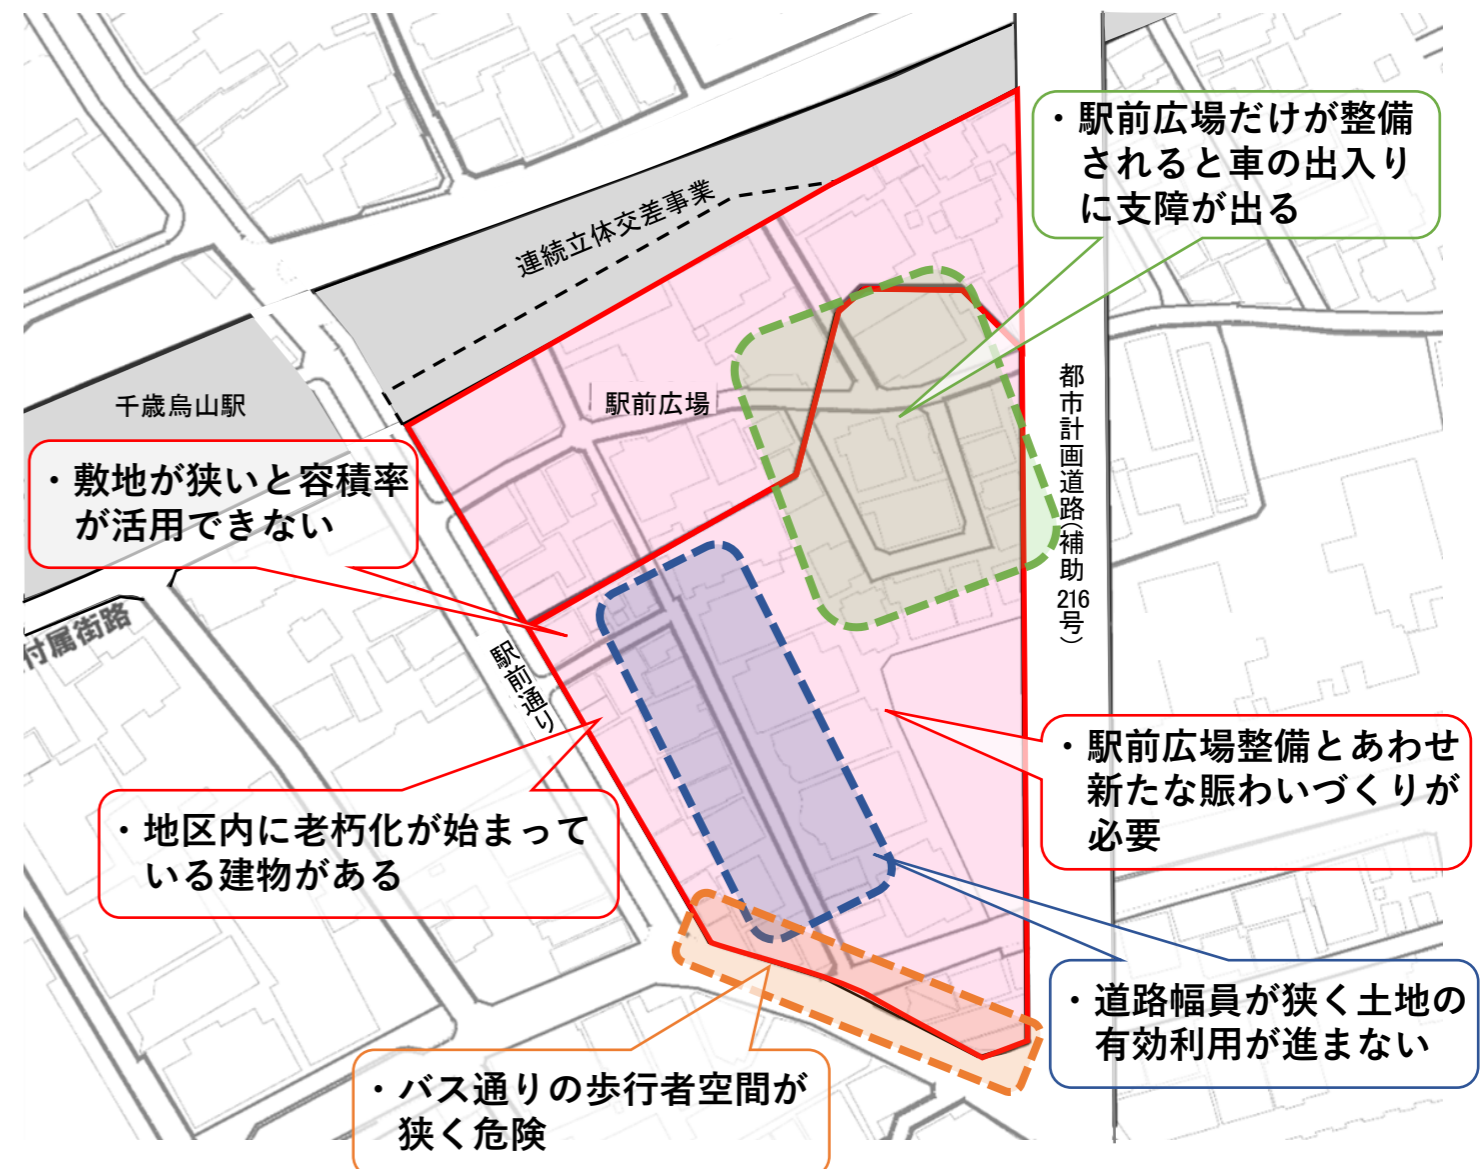 ・駅前広場だけが整備
されると車の出入り
に支障が出る
連続立体交差事業
千歳烏山駅
駅前広場
都市計画道路(補助216号)
・敷地が狭いと容積率
が活用できない
付属街路
駅前通り
・駅前広場整備とあわせ
新たな賑わいづくりが
必要
・地区内に老朽化が始まって
いる建物がある
・道路幅員が狭く土地の
有効利用が進まない
・バス通りの歩行者空間が
狭く危険